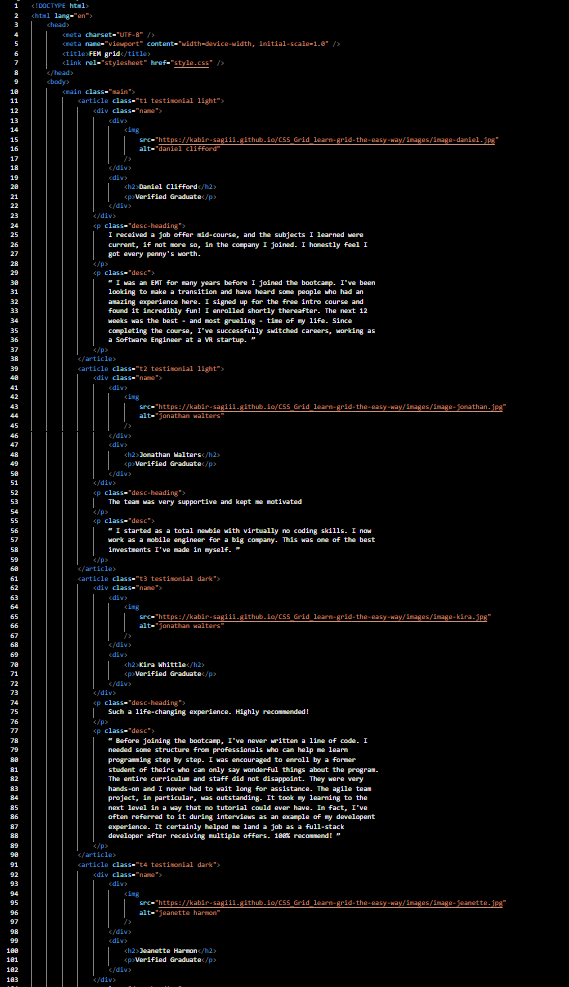 1 <!DOCTYPE html>
2 <html lang="en">
3 <head>
4 <meta charset="UTF-8" />
5 <meta name="viewport" content="width=device-width, initial-scale=1.0" />
6 <title>FEM grid</title>
7 <link rel="stylesheet" href="style.css" />
8 </head>
9 <body>
10 <main class="main">
11 <article class="t1 testimonial light">
12 <div class="name">
13 <div>
14 <img
15 src="https://kabir-sagiii.github.io/CSS_Grid_learn-grid-the-easy-way/images/image-daniel.jpg"
16 alt="daniel clifford"
17 />
18 </div>
19 <div>
20 <h2>Daniel Clifford</h2>
21 <p>Verified Graduate</p>
22 </div>
23 </div>
24 <p class="desc-heading">
25 I received a job offer mid-course, and the subjects I learned were
26 current, if not more so, in the company I joined. I honestly feel I
27 got every penny's worth.
28 </p>
29 <p class="desc">
30 " I was an EMT for many years before I joined the bootcamp. I've been
31 looking to make a transition and have heard some people who had an
32 amazing experience here. I signed up for the free intro course and
33 found it incredibly fun! I enrolled shortly thereafter. The next 12
34 weeks was the best - and most grueling - time of my life. Since
35 completing the course, I've successfully switched careers, working as
36 a Software Engineer at a VR startup. "
37 </p>
38 </article>
39 <article class="t2 testimonial light">
40 <div class="name">
41 <div>
42 <img
43 src="https://kabir-sagiii.github.io/CSS_Grid_learn-grid-the-easy-way/images/image-jonathan.jpg"
44 alt="jonathan walters"
45 />
46 </div>
47 <div>
48 <h2>Jonathan Walters</h2>
49 <p>Verified Graduate</p>
50 </div>
51 </div>
52 <p class="desc-heading">
53 The team was very supportive and kept me motivated
54 </p>
55 <p class="desc">
56 " I started as a total newbie with virtually no coding skills. I now
57 work as a mobile engineer for a big company. This was one of the best
58 investments I've made in myself. "
59 </p>
60 </article>
61 <article class="t3 testimonial dark">
62 <div class="name">
63 <div>
64 <img
65 src="https://kabir-sagiii.github.io/CSS_Grid_learn-grid-the-easy-way/images/image-kira.jpg"
66 alt="jonathan walters"
67 />
68 </div>
69 <div>
70 <h2>Kira Whittle</h2>
71 <p>Verified Graduate</p>
72 </div>
73 </div>
74 <p class="desc-heading">
75 Such a life-changing experience. Highly recommended!
76 </p>
77 <p class="desc">
78 " Before joining the bootcamp, I've never written a line of code. I
79 needed some structure from professionals who can help me learn
80 programming step by step. I was encouraged to enroll by a former
81 student of theirs who can only say wonderful things about the program.
82 The entire curriculum and staff did not disappoint. They were very
83 hands-on and I never had to wait long for assistance. The agile team
84 project, in particular, was outstanding. It took my learning to the
85 next level in a way that no tutorial could ever have. In fact, I've
86 often referred to it during interviews as an example of my developent
87 experience. It certainly helped me land a job as a full-stack
88 developer after receiving multiple offers. 100% recommend! "
89 </p>
90 </article>
91 <article class="t4 testimonial dark">
92 <div class="name">
93 <div>
94 <img
95 src="https://kabir-sagiii.github.io/CSS_Grid_learn-grid-the-easy-way/images/image-jeanette.jpg"
96 alt="jeanette harmon"
97 />
98 </div>
99 <div>
100 <h2>Jeanette Harmon</h2>
101 <p>Verified Graduate</p>
102 </div>
103 </div>